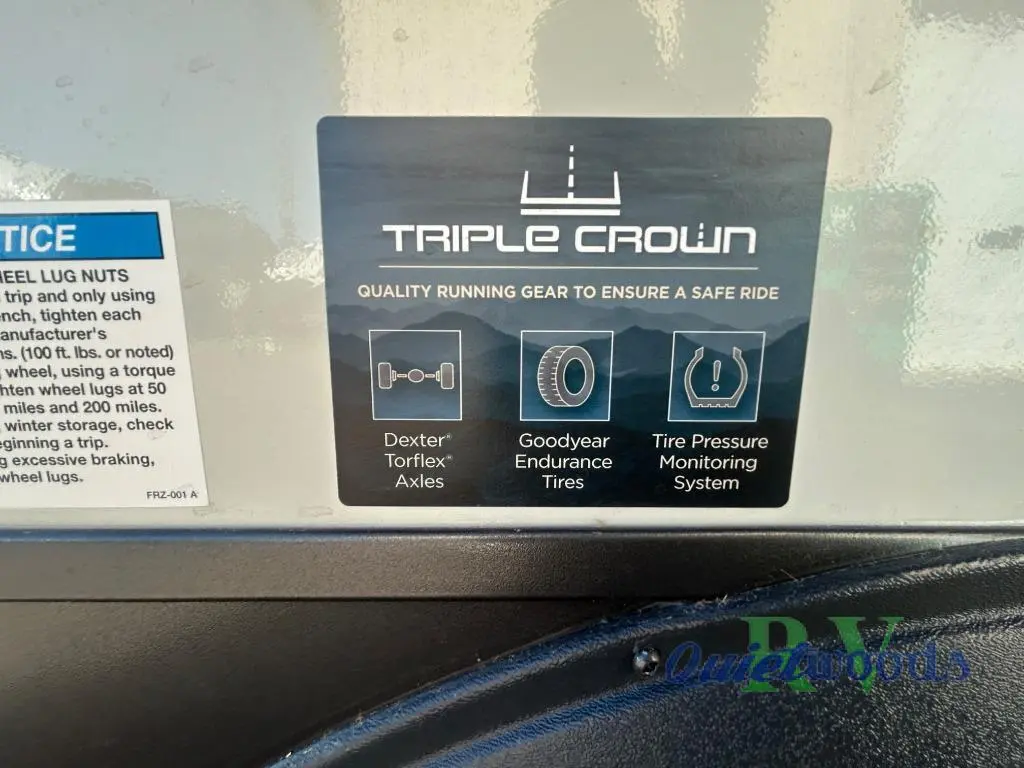 TICE
HEEL LUG NUTS
trip and only using
ench, tighten each
anufacturer's
ns. (100 ft. lbs. or noted)
wheel, using a torque
hten wheel lugs at 50
miles and 200 miles.
winter storage, check
eginning a trip.
g excessive braking,
wheel lugs.
FRZ-001 A
TRIPLE CROWN
QUALITY RUNNING GEAR TO ENSURE A SAFE RIDE
Dexter®
Torflex®
Axles
Goodyear
Endurance
Tires
Tire Pressure
Monitoring
System
RV
Quietwoods